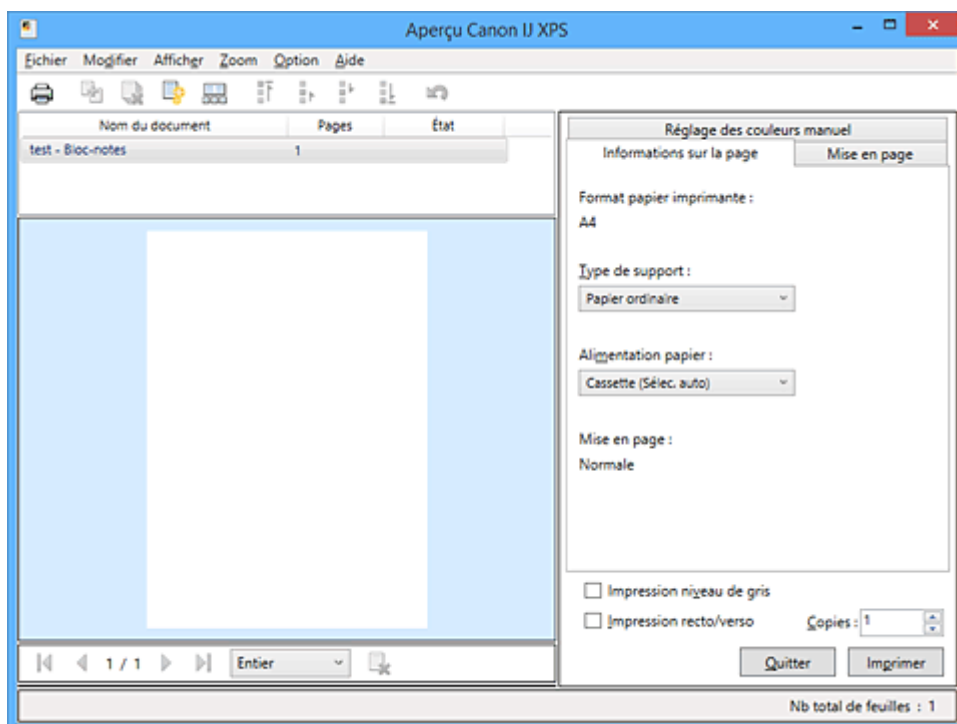 Aperçu Canon IJ XPS
Fichier Modifier Afficher Zoom Option Aide
Nom du document Pages État
test - Bloc-notes 1
Réglage des couleurs manuel
Informations sur la page Mise en page
Format papier imprimante :
A4
Type de support :
Papier ordinaire
Alimentation papier :
Cassette (Sélec. auto)
Mise en page :
Normale
Impression niveau de gris
Impression recto/verso Copies : 1
1 / 1 Entier
Quitter Imprimer
Nb total de feuilles : 1